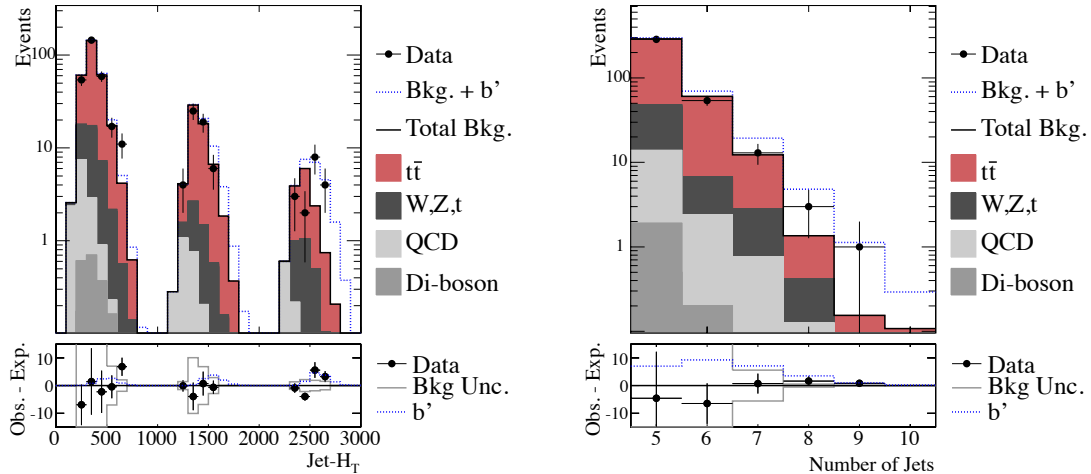 Events
100
10
1
Data
Bkg. + b’
Total Bkg.
tt̄
W,Z,t
QCD
Di-boson
Obs. - Exp.
10
0
-10
0
500
1000
1500
2000
2500
3000
Jet-H_T
Data
Bkg Unc.
b’
Events
100
10
1
Data
Bkg. + b’
Total Bkg.
tt̄
W,Z,t
QCD
Di-boson
Obs. - Exp.
10
0
-10
5
6
7
8
9
10
Number of Jets
Data
Bkg Unc.
b’